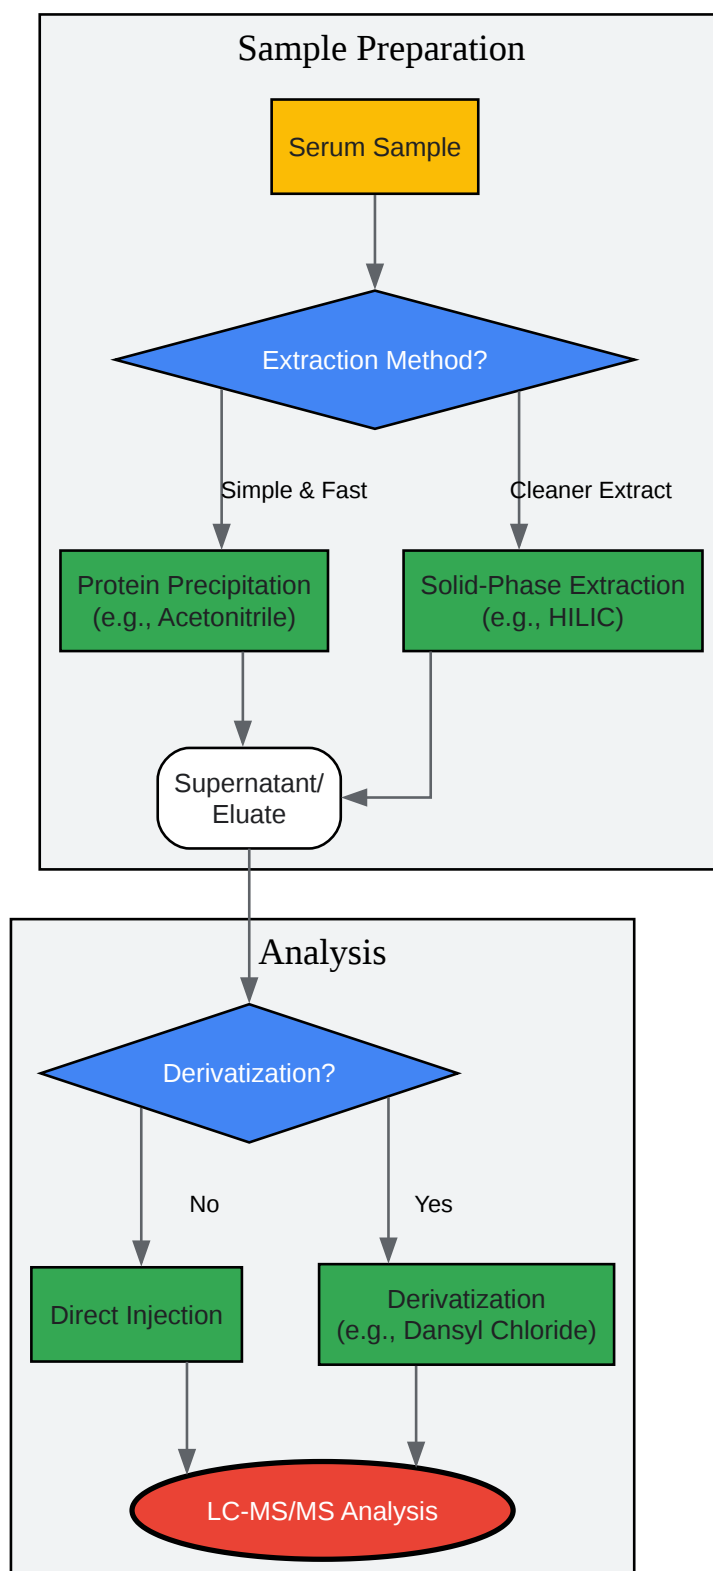 Sample Preparation
Serum Sample
Extraction Method?
Simple & Fast
Cleaner Extract
Protein Precipitation
(e.g., Acetonitrile)
Solid-Phase Extraction
(e.g., HILIC)
Supernatant/
Eluate
Analysis
Derivatization?
No
Yes
Direct Injection
Derivatization
(e.g., Dansyl Chloride)
LC-MS/MS Analysis